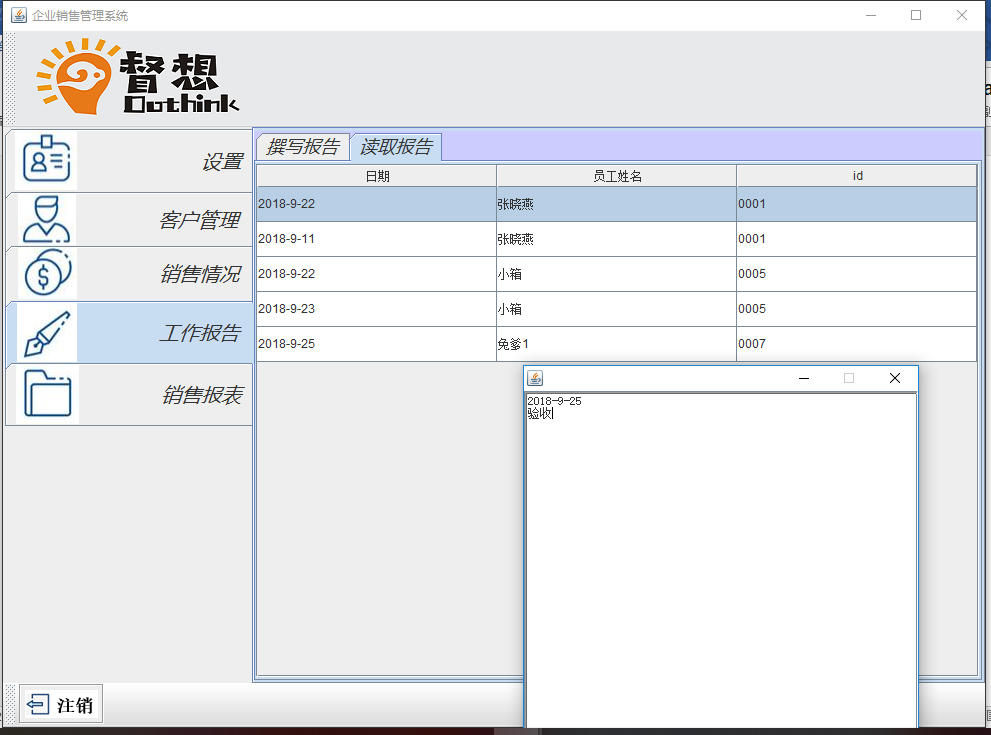 企业销售管理系统
督想
Duthink
设置
客户管理
销售情况
工作报告
销售报表
撰写报告 读取报告
日期 员工姓名 id
2018-9-22 张晓燕 0001
2018-9-11 张晓燕 0001
2018-9-22 小箱 0005
2018-9-23 小箱 0005
2018-9-25 兔爹1 0007
2018-9-25
验收
注销